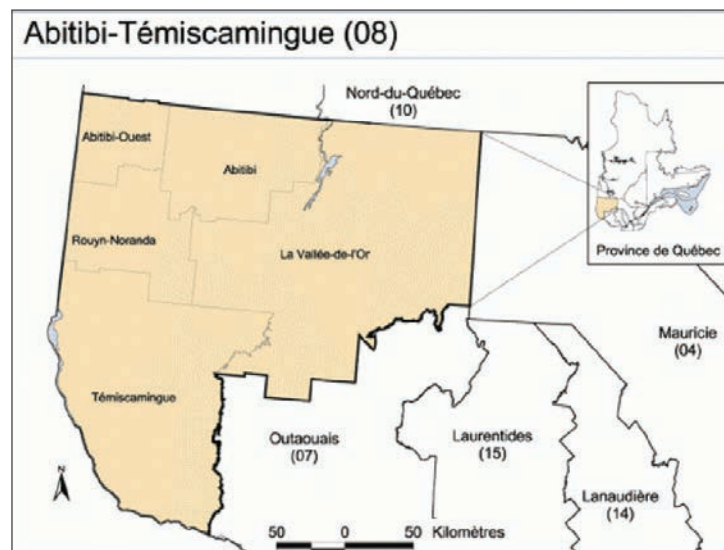 Abitibi-Témiscamingue (08)
Nord-du-Québec
(10)
Abitibi-Ouest
Abitibi
Rouyn-Noranda
La Vallée-de-l'Or
Province de Québec
Mauricie
(04)
Témiscamingue
Outaouais
(07)
Laurentides
(15)
Lanaudière
(14)
N
50 0 50 Kilomètres